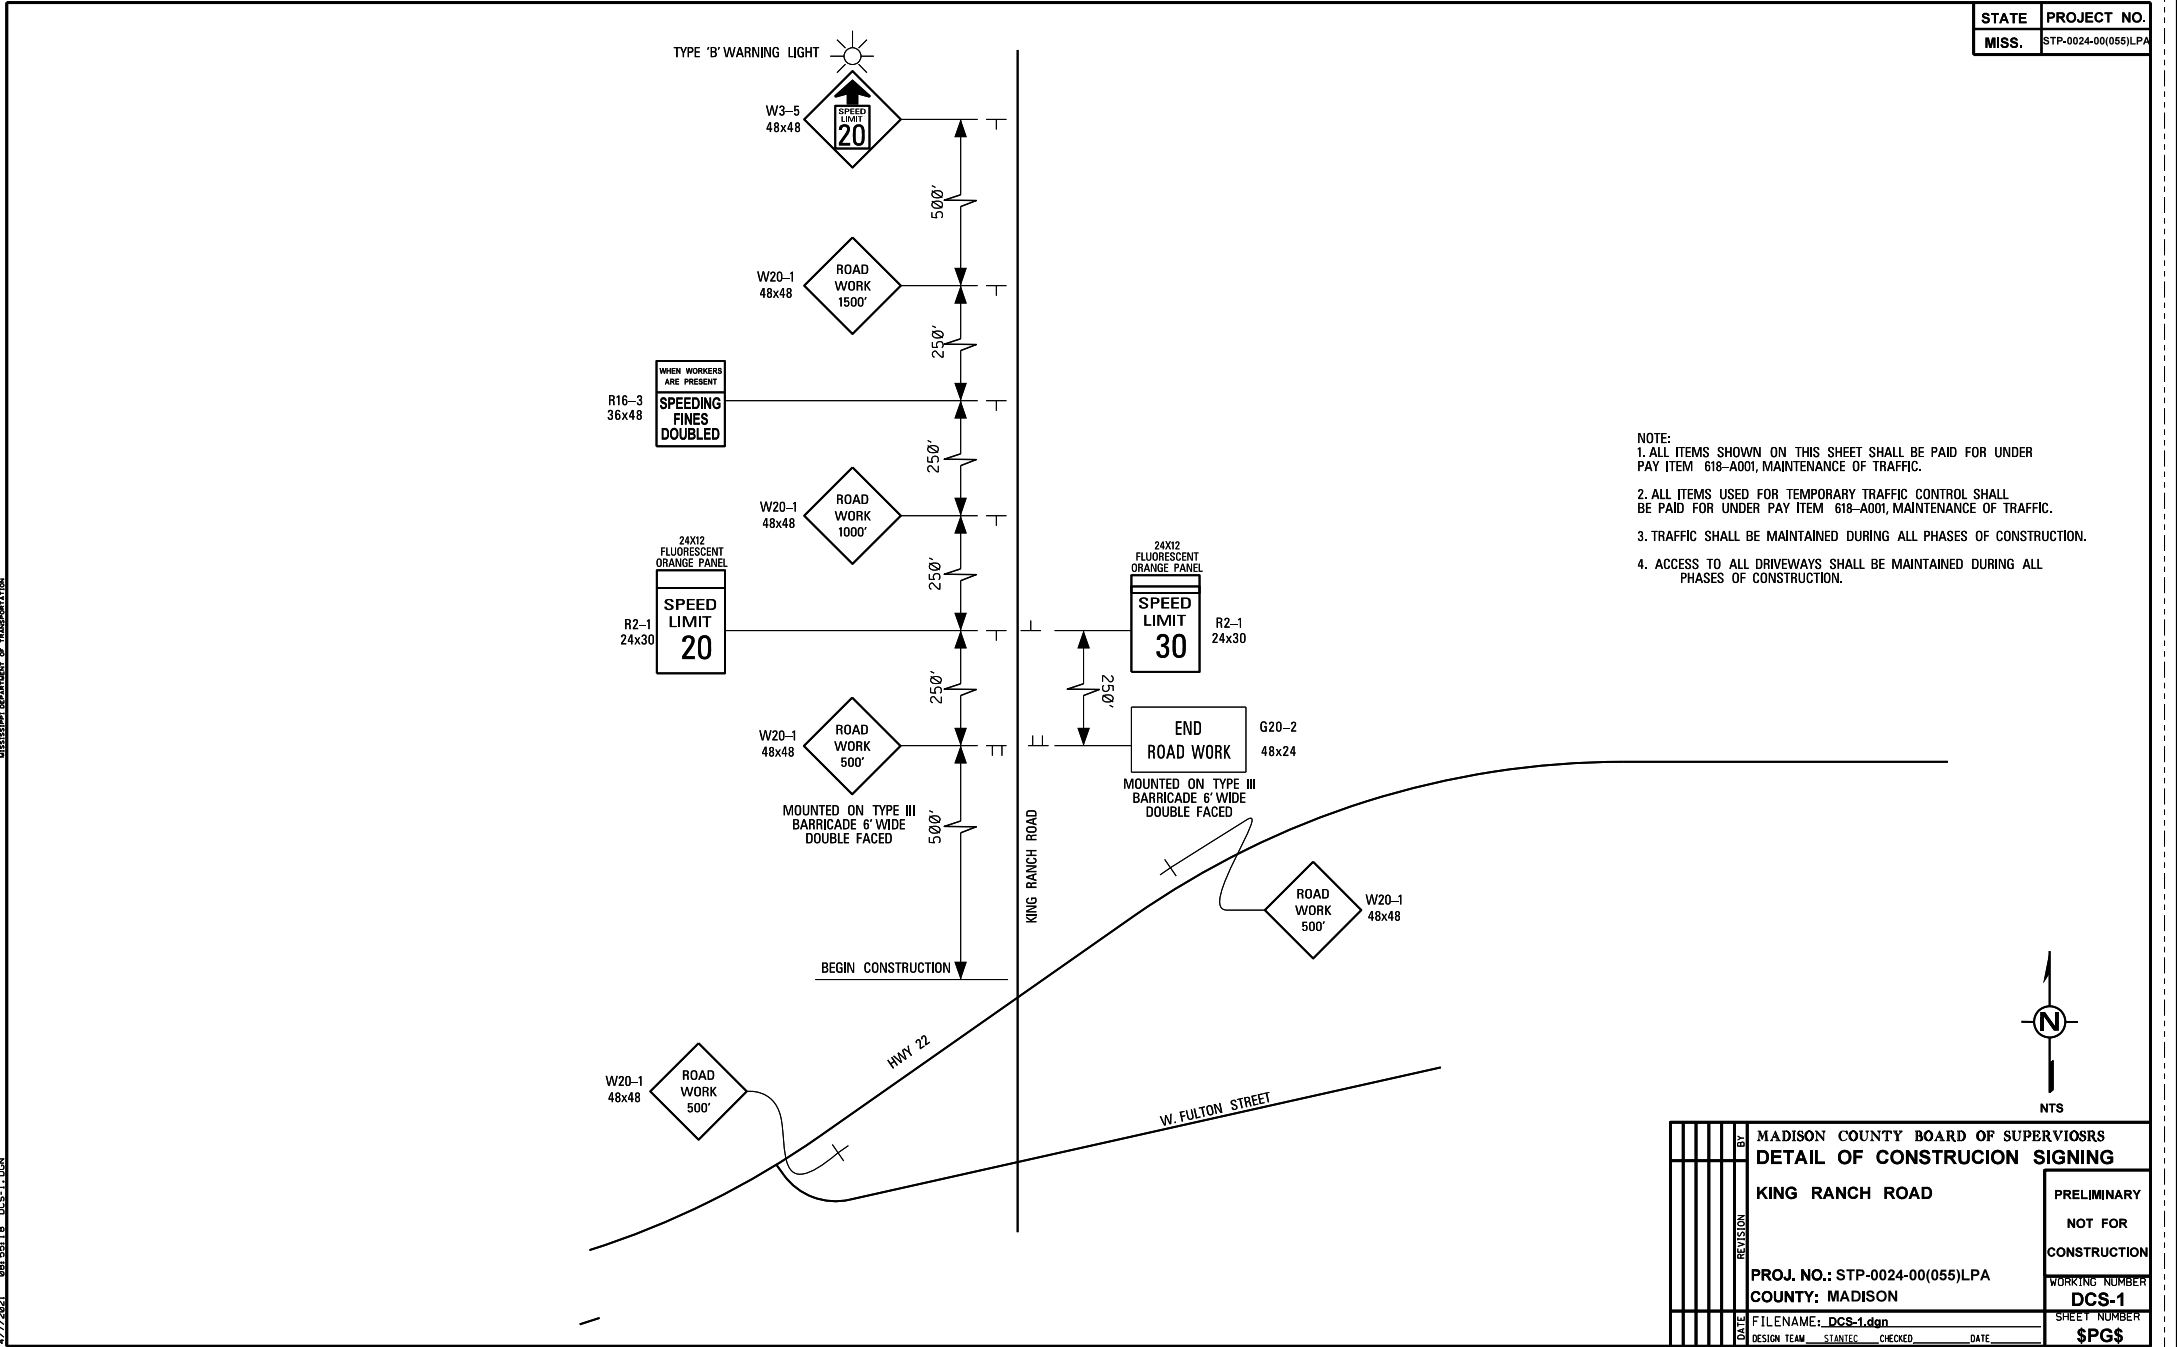 STATE PROJECT NO.
MISS. STP-0024-00(055)LPA
TYPE 'B' WARNING LIGHT
W3-5
48x48
SPEED
LIMIT
20
500'
W20-1
48x48
ROAD
WORK
1500'
250'
R16-3
36x48
WHEN WORKERS
ARE PRESENT
SPEEDING
FINES
DOUBLED
250'
W20-1
48x48
ROAD
WORK
1000'
250'
24X12
FLUORESCENT
ORANGE PANEL
SPEED
LIMIT
20
R2-1
24x30
24X12
FLUORESCENT
ORANGE PANEL
SPEED
LIMIT
30
R2-1
24x30
250'
250'
W20-1
48x48
ROAD
WORK
500'
MOUNTED ON TYPE III
BARRICADE 6' WIDE
DOUBLE FACED
END
ROAD WORK
G20-2
48x24
MOUNTED ON TYPE III
BARRICADE 6' WIDE
DOUBLE FACED
500'
KING RANCH ROAD
BEGIN CONSTRUCTION
ROAD
WORK
500'
W20-1
48x48
HWY 22
W. FULTON STREET
W20-1
48x48
ROAD
WORK
500'
NOTE:
1. ALL ITEMS SHOWN ON THIS SHEET SHALL BE PAID FOR UNDER
PAY ITEM 618-A001, MAINTENANCE OF TRAFFIC.
2. ALL ITEMS USED FOR TEMPORARY TRAFFIC CONTROL SHALL
BE PAID FOR UNDER PAY ITEM 618-A001, MAINTENANCE OF TRAFFIC.
3. TRAFFIC SHALL BE MAINTAINED DURING ALL PHASES OF CONSTRUCTION.
4. ACCESS TO ALL DRIVEWAYS SHALL BE MAINTAINED DURING ALL
PHASES OF CONSTRUCTION.
N
NTS
BY
REVISION
DATE
MADISON COUNTY BOARD OF SUPERVIOSRS
DETAIL OF CONSTRUCION SIGNING
KING RANCH ROAD
PRELIMINARY
NOT FOR
CONSTRUCTION
PROJ. NO.: STP-0024-00(055)LPA
COUNTY: MADISON
WORKING NUMBER
DCS-1
FILENAME: DCS-1.dgn
DESIGN TEAM STANTEC CHECKED DATE
SHEET NUMBER
$PG$
MISSISSIPPI DEPARTMENT OF TRANSPORTATION
DCS-1.DGN
4/7/2021